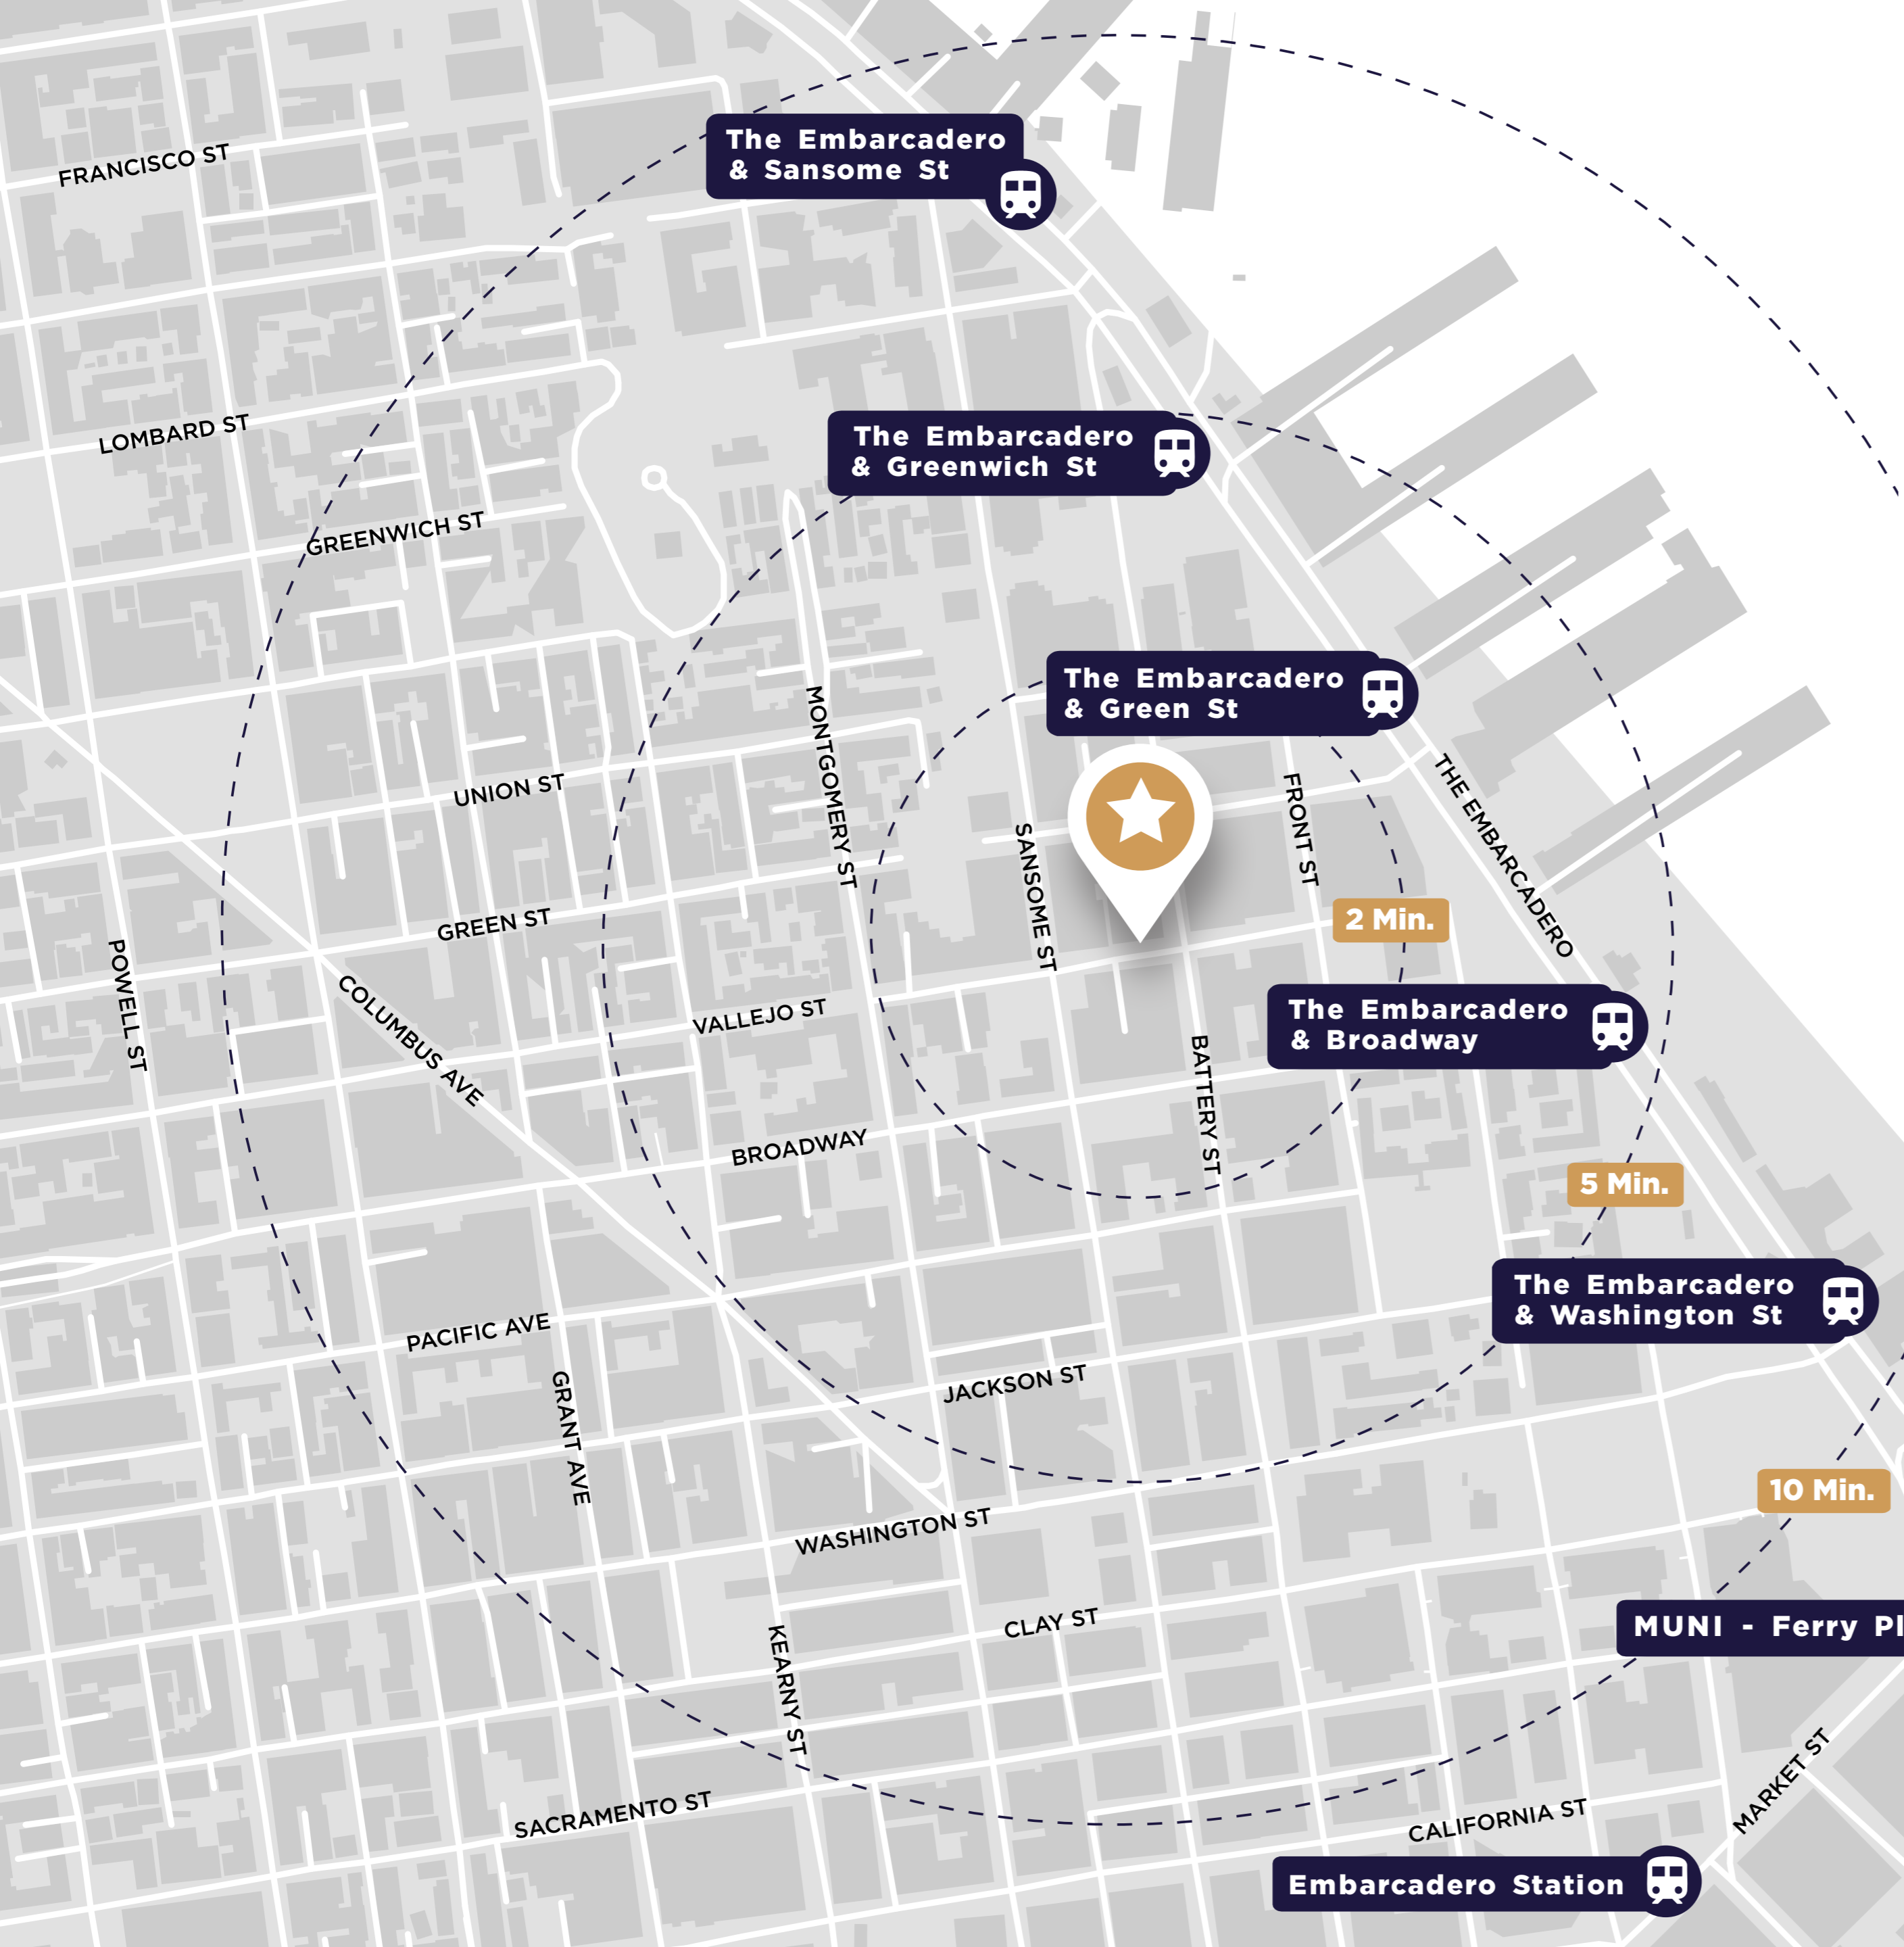 The Embarcadero
& Sansome St
FRANCISCO ST
LOMBARD ST
The Embarcadero
& Greenwich St
GREENWICH ST
The Embarcadero
& Green St
MONTGOMERY ST
UNION ST
FRONT ST
THE EMBARCADERO
SANSOME ST
GREEN ST
2 Min.
POWELL ST
COLUMBUS AVE
VALLEJO ST
The Embarcadero
& Broadway
BATTERY ST
BROADWAY
5 Min.
The Embarcadero
& Washington St
PACIFIC AVE
GRANT AVE
JACKSON ST
10 Min.
WASHINGTON ST
CLAY ST
MUNI - Ferry Pl
KEARNY ST
MARKET ST
SACRAMENTO ST
CALIFORNIA ST
Embarcadero Station